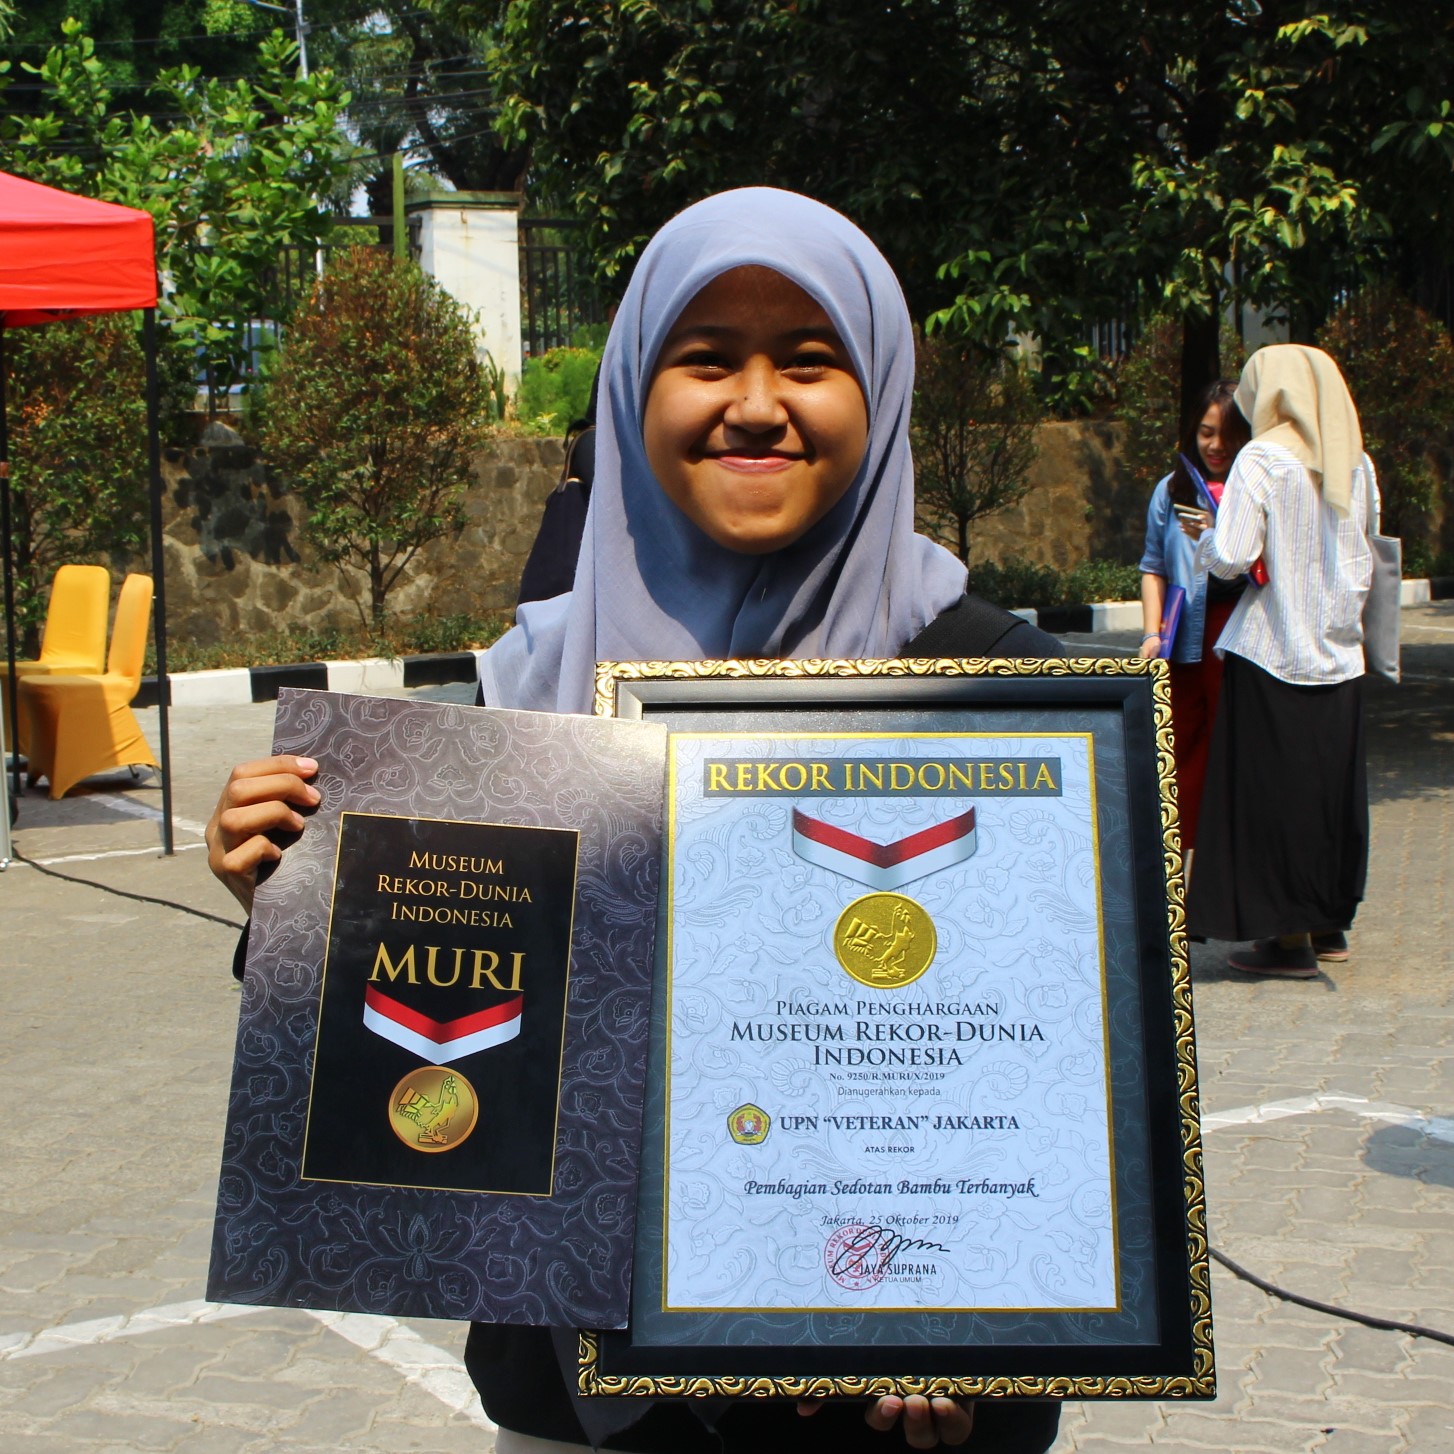 MUSEUM
REKOR-DUNIA
INDONESIA
MURI
REKOR INDONESIA
PIAGAM PENGHARGAAN
MUSEUM REKOR-DUNIA
INDONESIA
No. 9250/R.MURI/X/2019
Dianugerahkan kepada
UPN “VETERAN” JAKARTA
ATAS REKOR
Pembagian Sedotan Bambu Terbanyak
Jakarta, 25 Oktober 2019
JAYA SUPRANA
KETUA UMUM